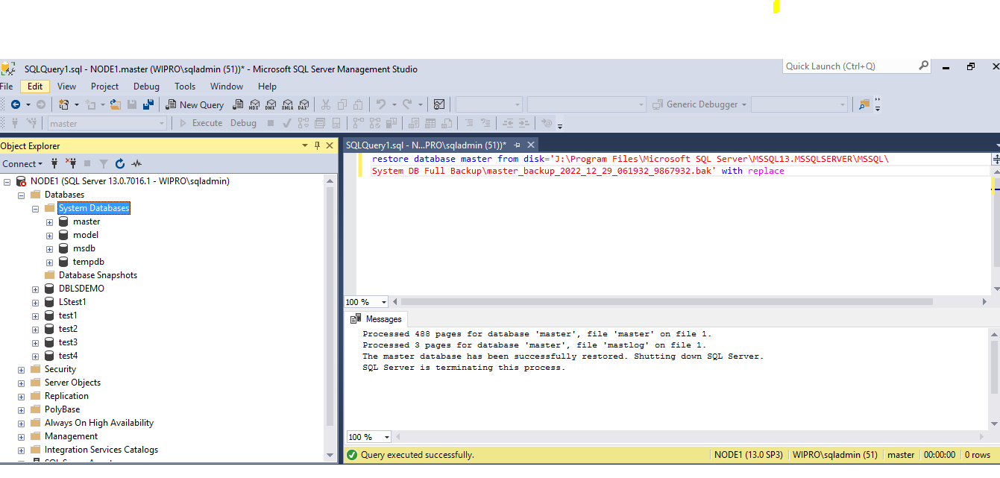 SQLQuery1.sql - NODE1.master (WIPRO\sqladmin (51))* - Microsoft SQL Server Management Studio
Quick Launch (Ctrl+Q)
File Edit View Project Debug Tools Window Help
New Query MDX DMX XMLA DAX Generic Debugger
master Execute Debug
Object Explorer
Connect
NODE1 (SQL Server 13.0.7016.1 - WIPRO\sqladmin)
Databases
System Databases
master
model
msdb
tempdb
Database Snapshots
DBLSDEMO
LStest1
test1
test2
test3
test4
Security
Server Objects
Replication
PolyBase
Always On High Availability
Management
Integration Services Catalogs
SQLQuery1.sql - N...PRO\sqladmin (51))*
restore database master from disk='J:\Program Files\Microsoft SQL Server\MSSQL13.MSSQLSERVER\MSSQL\
System DB Full Backup\master_backup_2022_12_29_061932_9867932.bak' with replace
100 %
Messages
Processed 488 pages for database 'master', file 'master' on file 1.
Processed 3 pages for database 'master', file 'mastlog' on file 1.
The master database has been successfully restored. Shutting down SQL Server.
SQL Server is terminating this process.
100 %
Query executed successfully. NODE1 (13.0 SP3) WIPRO\sqladmin (51) master 00:00:00 0 rows